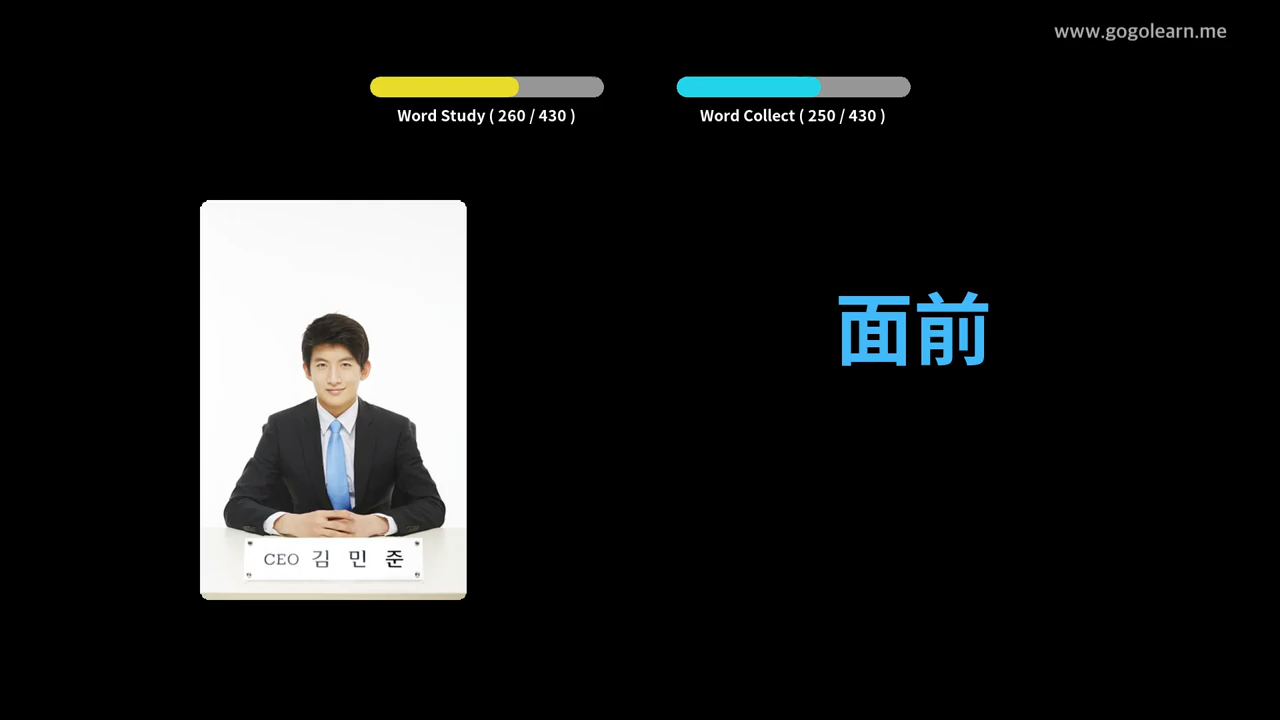 www.gogolearn.me
Word Study ( 260 / 430 )
Word Collect ( 250 / 430 )
面前
CEO 김 민 준